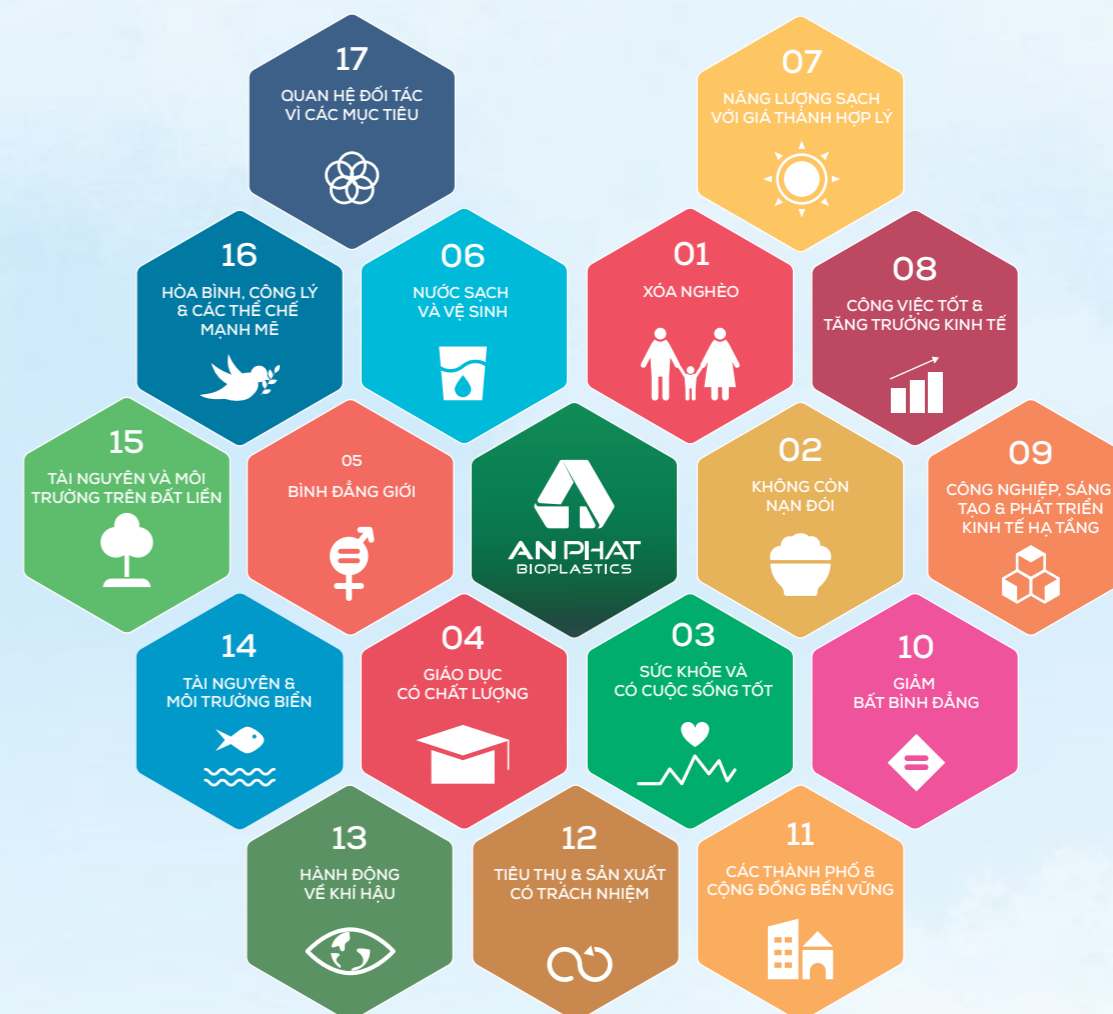 17
QUAN HỆ ĐỐI TÁC
VÌ CÁC MỤC TIÊU
07
NĂNG LƯỢNG SẠCH
VỚI GIÁ THÀNH HỢP LÝ
16
HÒA BÌNH, CÔNG LÝ
& CÁC THỂ CHẾ
MẠNH MẼ
06
NƯỚC SẠCH
VÀ VỆ SINH
01
XÓA NGHÈO
08
CÔNG VIỆC TỐT &
TĂNG TRƯỞNG KINH TẾ
15
TÀI NGUYÊN VÀ MÔI
TRƯỜNG TRÊN ĐẤT LIỀN
05
BÌNH ĐẲNG GIỚI
AN PHAT
BIOPLASTICS
02
KHÔNG CÒN
NẠN ĐÓI
09
CÔNG NGHIỆP, SÁNG
TẠO & PHÁT TRIỂN
KINH TẾ HẠ TẦNG
14
TÀI NGUYÊN &
MÔI TRƯỜNG BIỂN
04
GIÁO DỤC
CÓ CHẤT LƯỢNG
03
SỨC KHỎE VÀ
CÓ CUỘC SỐNG TỐT
10
GIẢM
BẤT BÌNH ĐẲNG
13
HÀNH ĐỘNG
VỀ KHÍ HẬU
12
TIÊU THỤ & SẢN XUẤT
CÓ TRÁCH NHIỆM
11
CÁC THÀNH PHỐ &
CỘNG ĐỒNG BỀN VỮNG